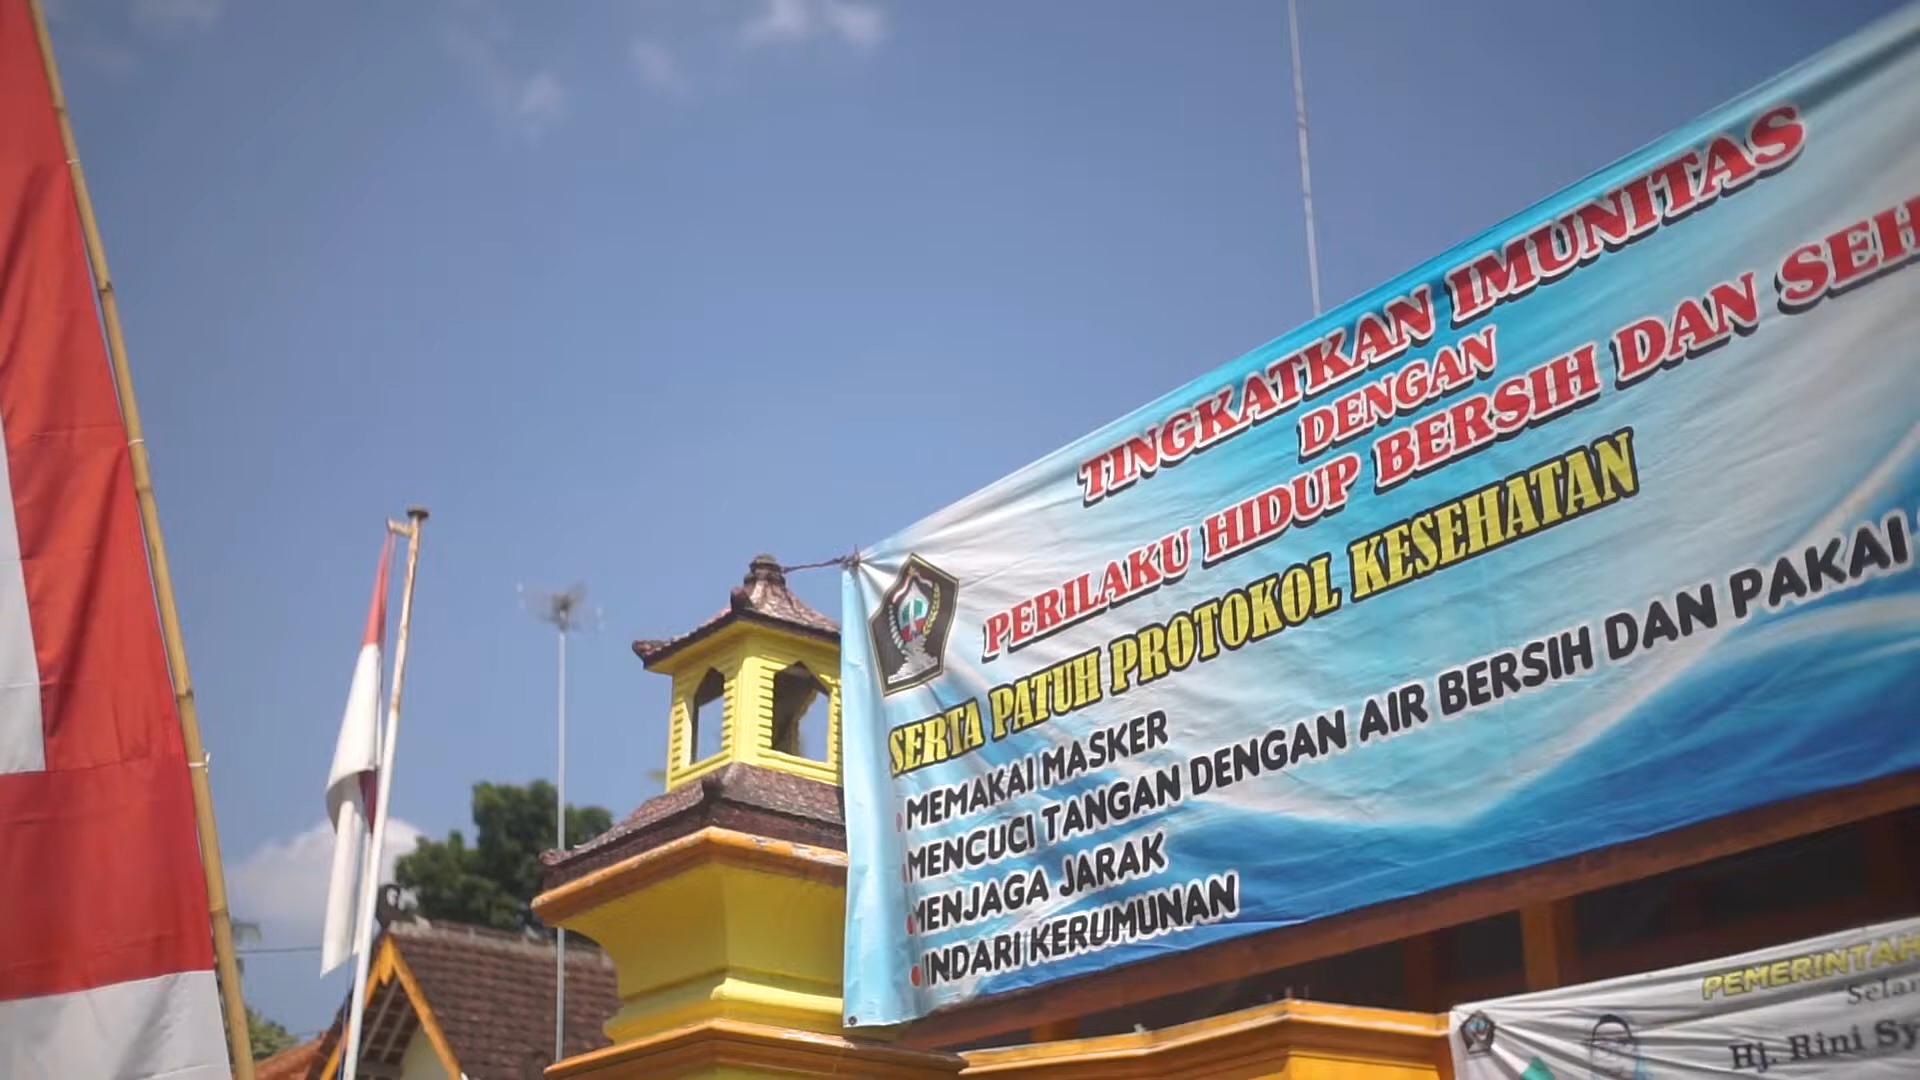 TINGKATKAN IMUNITAS
DENGAN
PERILAKU HIDUP BERSIH DAN SEH
SERTA PATUH PROTOKOL KESEHATAN
MEMAKAI MASKER
MENCUCI TANGAN DENGAN AIR BERSIH DAN PAKAI
MENJAGA JARAK
INDARI KERUMUNAN
PEMERINTAH
Selam
Hj. Rini Sy